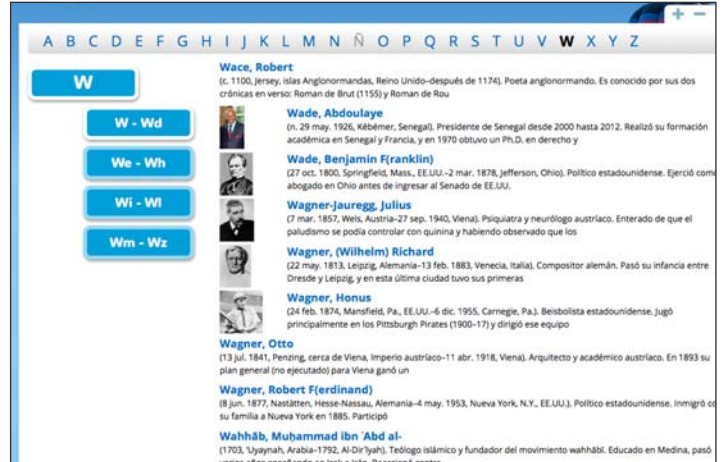 + −
A B C D E F G H I J K L M N Ñ O P Q R S T U V W X Y Z
W
W - Wd
We - Wh
Wi - Wl
Wm - Wz
Wace, Robert
(c. 1100, Jersey, islas Anglonormandas, Reino Unido–después de 1174). Poeta anglonormando. Es conocido por sus dos
crónicas en verso: Roman de Brut (1155) y Roman de Rou
Wade, Abdoulaye
(n. 29 may. 1926, Kébémer, Senegal). Presidente de Senegal desde 2000 hasta 2012. Realizó su formación
académica en Senegal y Francia, y en 1970 obtuvo un Ph.D. en derecho y
Wade, Benjamin F(ranklin)
(27 oct. 1800, Springfield, Mass., EE.UU.–2 mar. 1878, Jefferson, Ohio). Político estadounidense. Ejerció como
abogado en Ohio antes de ingresar al Senado de EE.UU.
Wagner-Jauregg, Julius
(7 mar. 1857, Wels, Austria–27 sep. 1940, Viena). Psiquiatra y neurólogo austríaco. Enterado de que el
paludismo se podía controlar con quinina y habiendo observado que los
Wagner, (Wilhelm) Richard
(22 may. 1813, Leipzig, Alemania–13 feb. 1883, Venecia, Italia). Compositor alemán. Pasó su infancia entre
Dresde y Leipzig, y en esta última ciudad tuvo sus primeras
Wagner, Honus
(24 feb. 1874, Mansfield, Pa., EE.UU.–6 dic. 1955, Carnegie, Pa.). Beisbolista estadounidense. Jugó
principalmente en los Pittsburgh Pirates (1900–17) y dirigió ese equipo
Wagner, Otto
(13 jul. 1841, Penzing, cerca de Viena, Imperio austríaco–11 abr. 1918, Viena). Arquitecto y académico austríaco. En 1893 su
plan general (no ejecutado) para Viena ganó un
Wagner, Robert F(erdinand)
(8 jun. 1877, Nastätten, Hesse-Nassau, Alemania–4 may. 1953, Nueva York, N.Y., EE.UU.). Político estadounidense. Inmigró co
su familia a Nueva York en 1885. Participó
Wahhāb, Muḥammad ibn ʿAbd al-
(1703, ʿUyaynah, Arabia–1792, Al-Dirʿīyah). Teólogo islámico y fundador del movimiento wahhābī. Educado en Medina, pasó